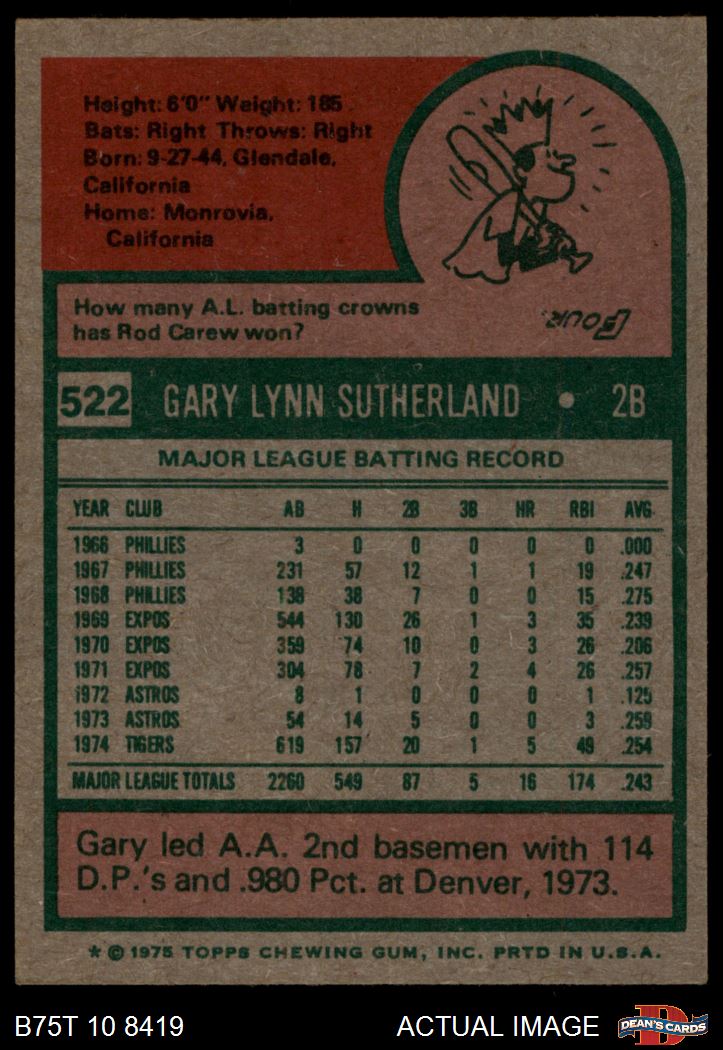 Height: 6'0" Weight: 185
Bats: Right Throws: Right
Born: 9-27-44, Glendale,
California
Home: Monrovia,
California
How many A.L. batting crowns
has Rod Carew won?
FOUR.
522 GARY LYNN SUTHERLAND • 2B
MAJOR LEAGUE BATTING RECORD
YEAR CLUB AB H 2B 3B HR RBI AVG.
1966 PHILLIES 3 0 0 0 0 0 .000
1967 PHILLIES 231 57 12 1 1 19 .247
1968 PHILLIES 138 38 7 0 0 15 .275
1969 EXPOS 544 130 26 1 3 35 .239
1970 EXPOS 359 74 10 0 3 26 .206
1971 EXPOS 304 78 7 2 4 26 .257
1972 ASTROS 8 1 0 0 0 1 .125
1973 ASTROS 54 14 5 0 0 3 .259
1974 TIGERS 619 157 20 1 5 49 .254
MAJOR LEAGUE TOTALS 2260 549 87 5 16 174 .243
Gary led A.A. 2nd basemen with 114
D.P.'s and .980 Pct. at Denver, 1973.
* © 1975 TOPPS CHEWING GUM, INC. PRTD IN U.S.A.
B75T 10 8419 ACTUAL IMAGE D DEAN'S CARDS